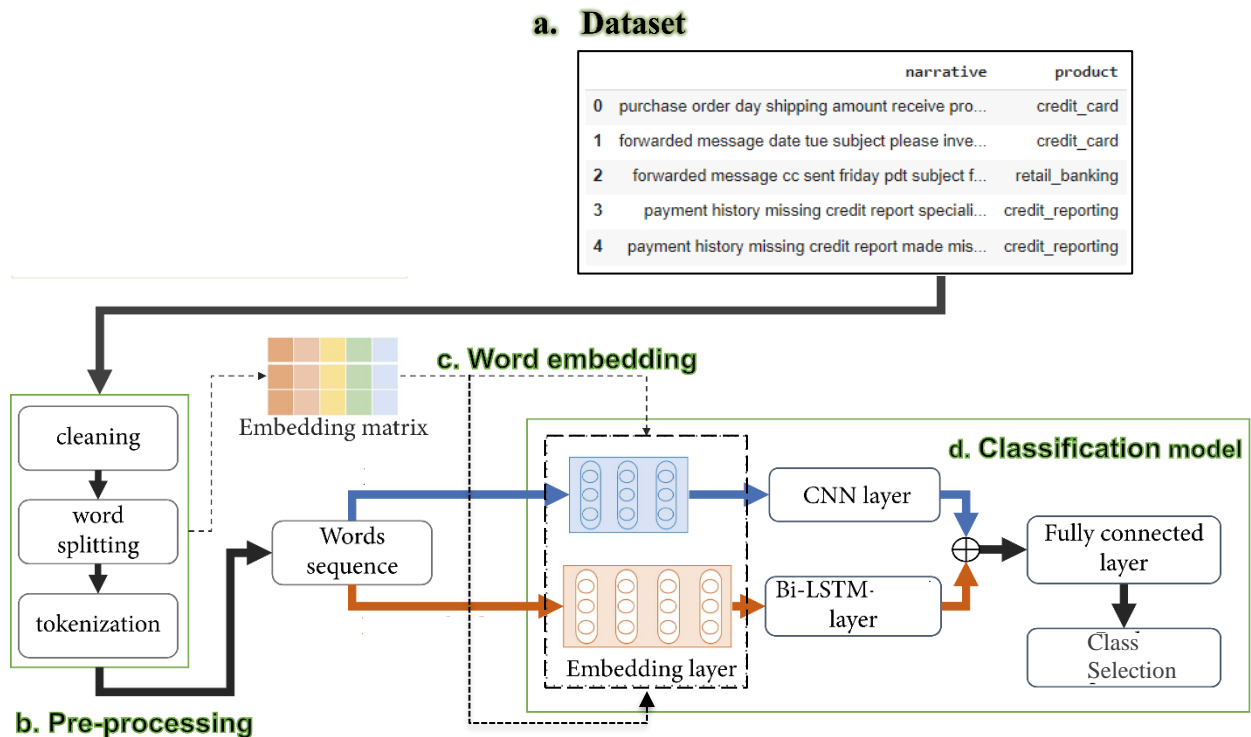 a. Dataset
narrative product
0 purchase order day shipping amount receive pro... credit_card
1 forwarded message date tue subject please inve... credit_card
2 forwarded message cc sent friday pdt subject f... retail_banking
3 payment history missing credit report speciali... credit_reporting
4 payment history missing credit report made mis... credit_reporting
c. Word embedding
Embedding matrix
cleaning
word
splitting
tokenization
b. Pre-processing
Words
sequence
Embedding layer
d. Classification model
CNN layer
Bi-LSTM-
layer
Fully connected
layer
Class
Selection